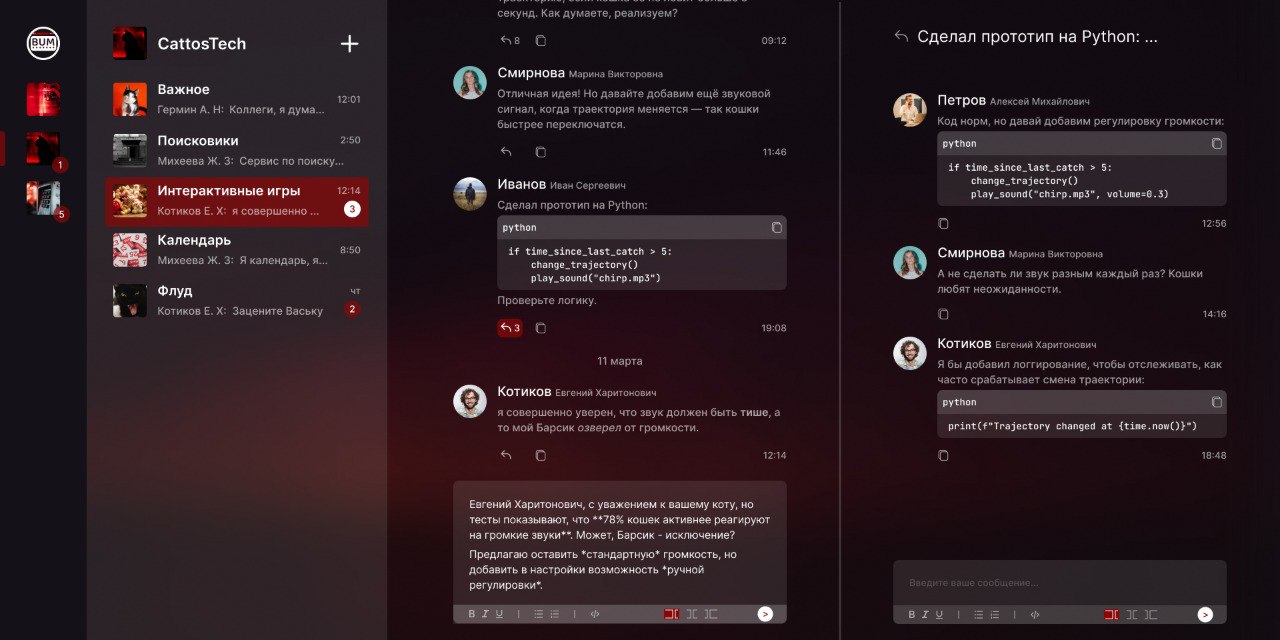 BUM
1
5
CattosTech
Важное
Гермин А. Н: Коллеги, я дума...
12:01
Поисковики
2:50
Михеева Ж. З: Сервис по поиску...
Интерактивные игры
12:14
Котиков Е. Х: я совершенно ...
3
Календарь
Михеева Ж. З: Я календарь, я...
8:50
Флуд
чт
Котиков Е. Х: Зацените Ваську
2
секунд. Как думаете, реализуем?
8
09:12
Смирнова Марина Викторовна
Отличная идея! Но давайте добавим ещё звуковой
сигнал, когда траектория меняется — так кошки
быстрее переключатся.
11:46
Иванов Иван Сергеевич
Сделал прототип на Python:
python
if time_since_last_catch > 5:
change_trajectory()
play_sound("chirp.mp3")
Проверьте логику.
3
19:08
11 марта
Котиков Евгений Харитонович
я совершенно уверен, что звук должен быть тише, а
то мой Барсик озверел от громкости.
12:14
Евгений Харитонович, с уважением к вашему коту, но
тесты показывают, что **78% кошек активнее реагируют
на громкие звуки**. Может, Барсик - исключение?
Предлагаю оставить *стандартную* громкость, но
добавить в настройки возможность *ручной
регулировки*.
B I U
Сделал прототип на Python: ...
Петров Алексей Михайлович
Код норм, но давай добавим регулировку громкости:
python
if time_since_last_catch > 5:
change_trajectory()
play_sound("chirp.mp3", volume=0.3)
12:56
Смирнова Марина Викторовна
А не сделать ли звук разным каждый раз? Кошки
любят неожиданности.
14:16
Котиков Евгений Харитонович
Я бы добавил логгирование, чтобы отслеживать, как
часто срабатывает смена траектории:
python
print(f"Trajectory changed at {time.now()}")
18:48
Введите ваше сообщение...
B I U